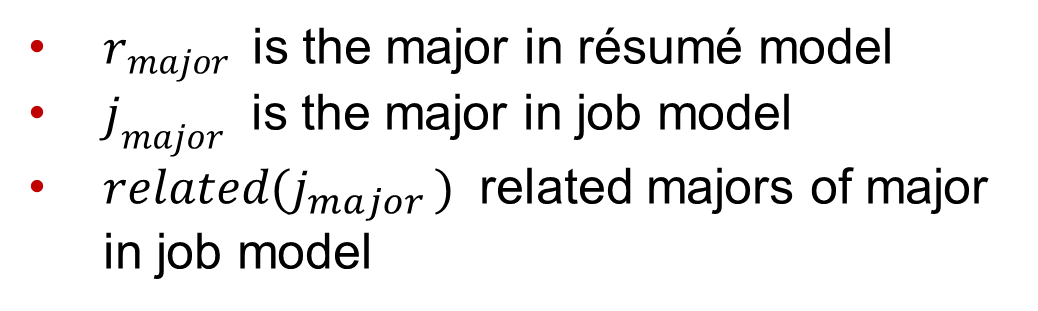 • r_major is the major in résumé model
• j_major is the major in job model
• related(j_major ) related majors of major
in job model